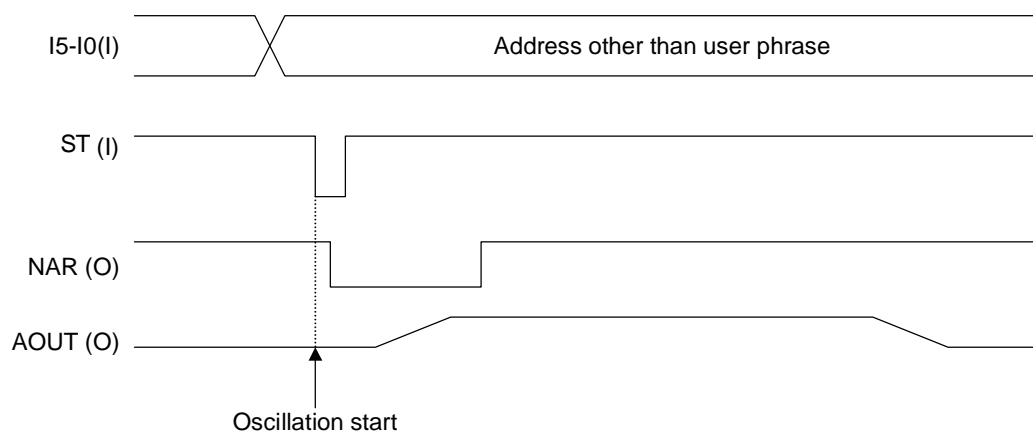 I5-I0(I)
Address other than user phrase
ST (I)
NAR (O)
AOUT (O)
Oscillation start